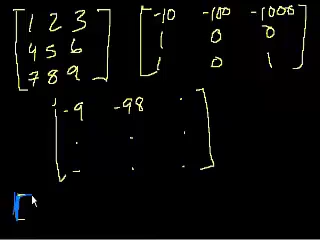 1 2 3 -10 -100 -1000
4 5 6 1 0 0
7 8 9 1 0 1
-9 -98 .
. . .
. . .